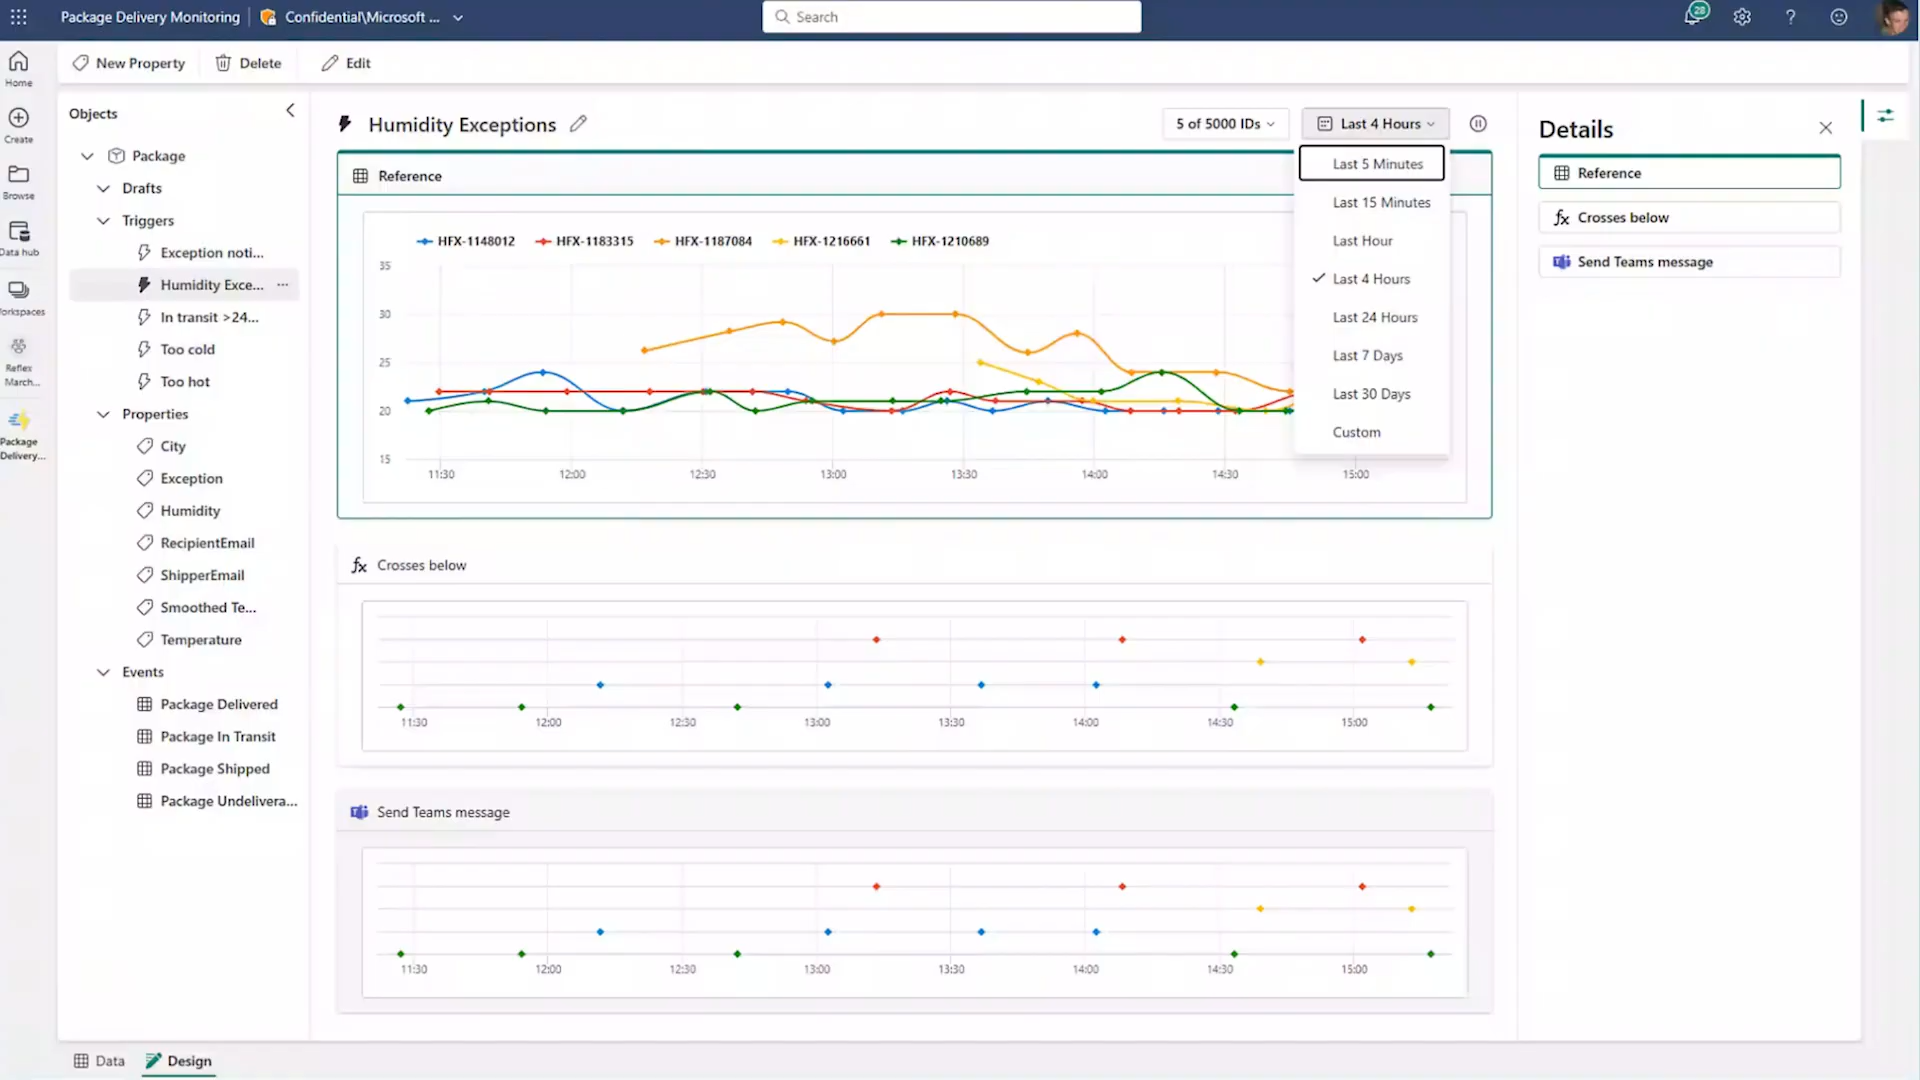 Package Delivery Monitoring
Confidential\Microsoft ...
Search
28
New Property
Delete
Edit
Home
Create
Browse
Data hub
orkspaces
Reflex
March...
Package
Delivery...
Objects
Package
Drafts
Triggers
Exception noti...
Humidity Exce...
In transit >24...
Too cold
Too hot
Properties
City
Exception
Humidity
RecipientEmail
ShipperEmail
Smoothed Te...
Temperature
Events
Package Delivered
Package In Transit
Package Shipped
Package Undelivera...
Humidity Exceptions
5 of 5000 IDs
Last 4 Hours
Last 5 Minutes
Last 15 Minutes
Last Hour
Last 4 Hours
Last 24 Hours
Last 7 Days
Last 30 Days
Custom
Reference
HFX-1148012 HFX-1183315 HFX-1187084 HFX-1216661 HFX-1210689
35
30
25
20
15
11:30 12:00 12:30 13:00 13:30 14:00 14:30 15:00
fx Crosses below
11:30 12:00 12:30 13:00 13:30 14:00 14:30 15:00
Send Teams message
11:30 12:00 12:30 13:00 13:30 14:00 14:30 15:00
Details
Reference
fx Crosses below
Send Teams message
Data
Design